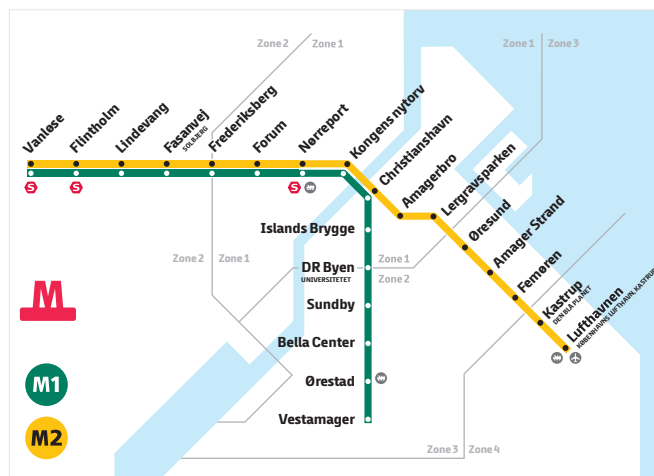 Zone 2
Zone 1
Zone 1
Zone 3
Vanløse
Flintholm
Lindevang
Fasanvej
SOLBJERG
Frederiksberg
Forum
Nørreport
Kongens nytorv
Christianshavn
Amagerbro
Lergravsparken
Øresund
Amager Strand
Femøren
Kastrup
DEN BLÅ PLANET
Lufthavnen
KØBENHAVNS LUFTHAVN, KASTRUP
S
S
S
Islands Brygge
Zone 2
Zone 1
DR Byen
UNIVERSITETET
Zone 1
Zone 2
Sundby
Bella Center
Ørestad
Vestamager
Zone 3
Zone 4
M
M1
M2